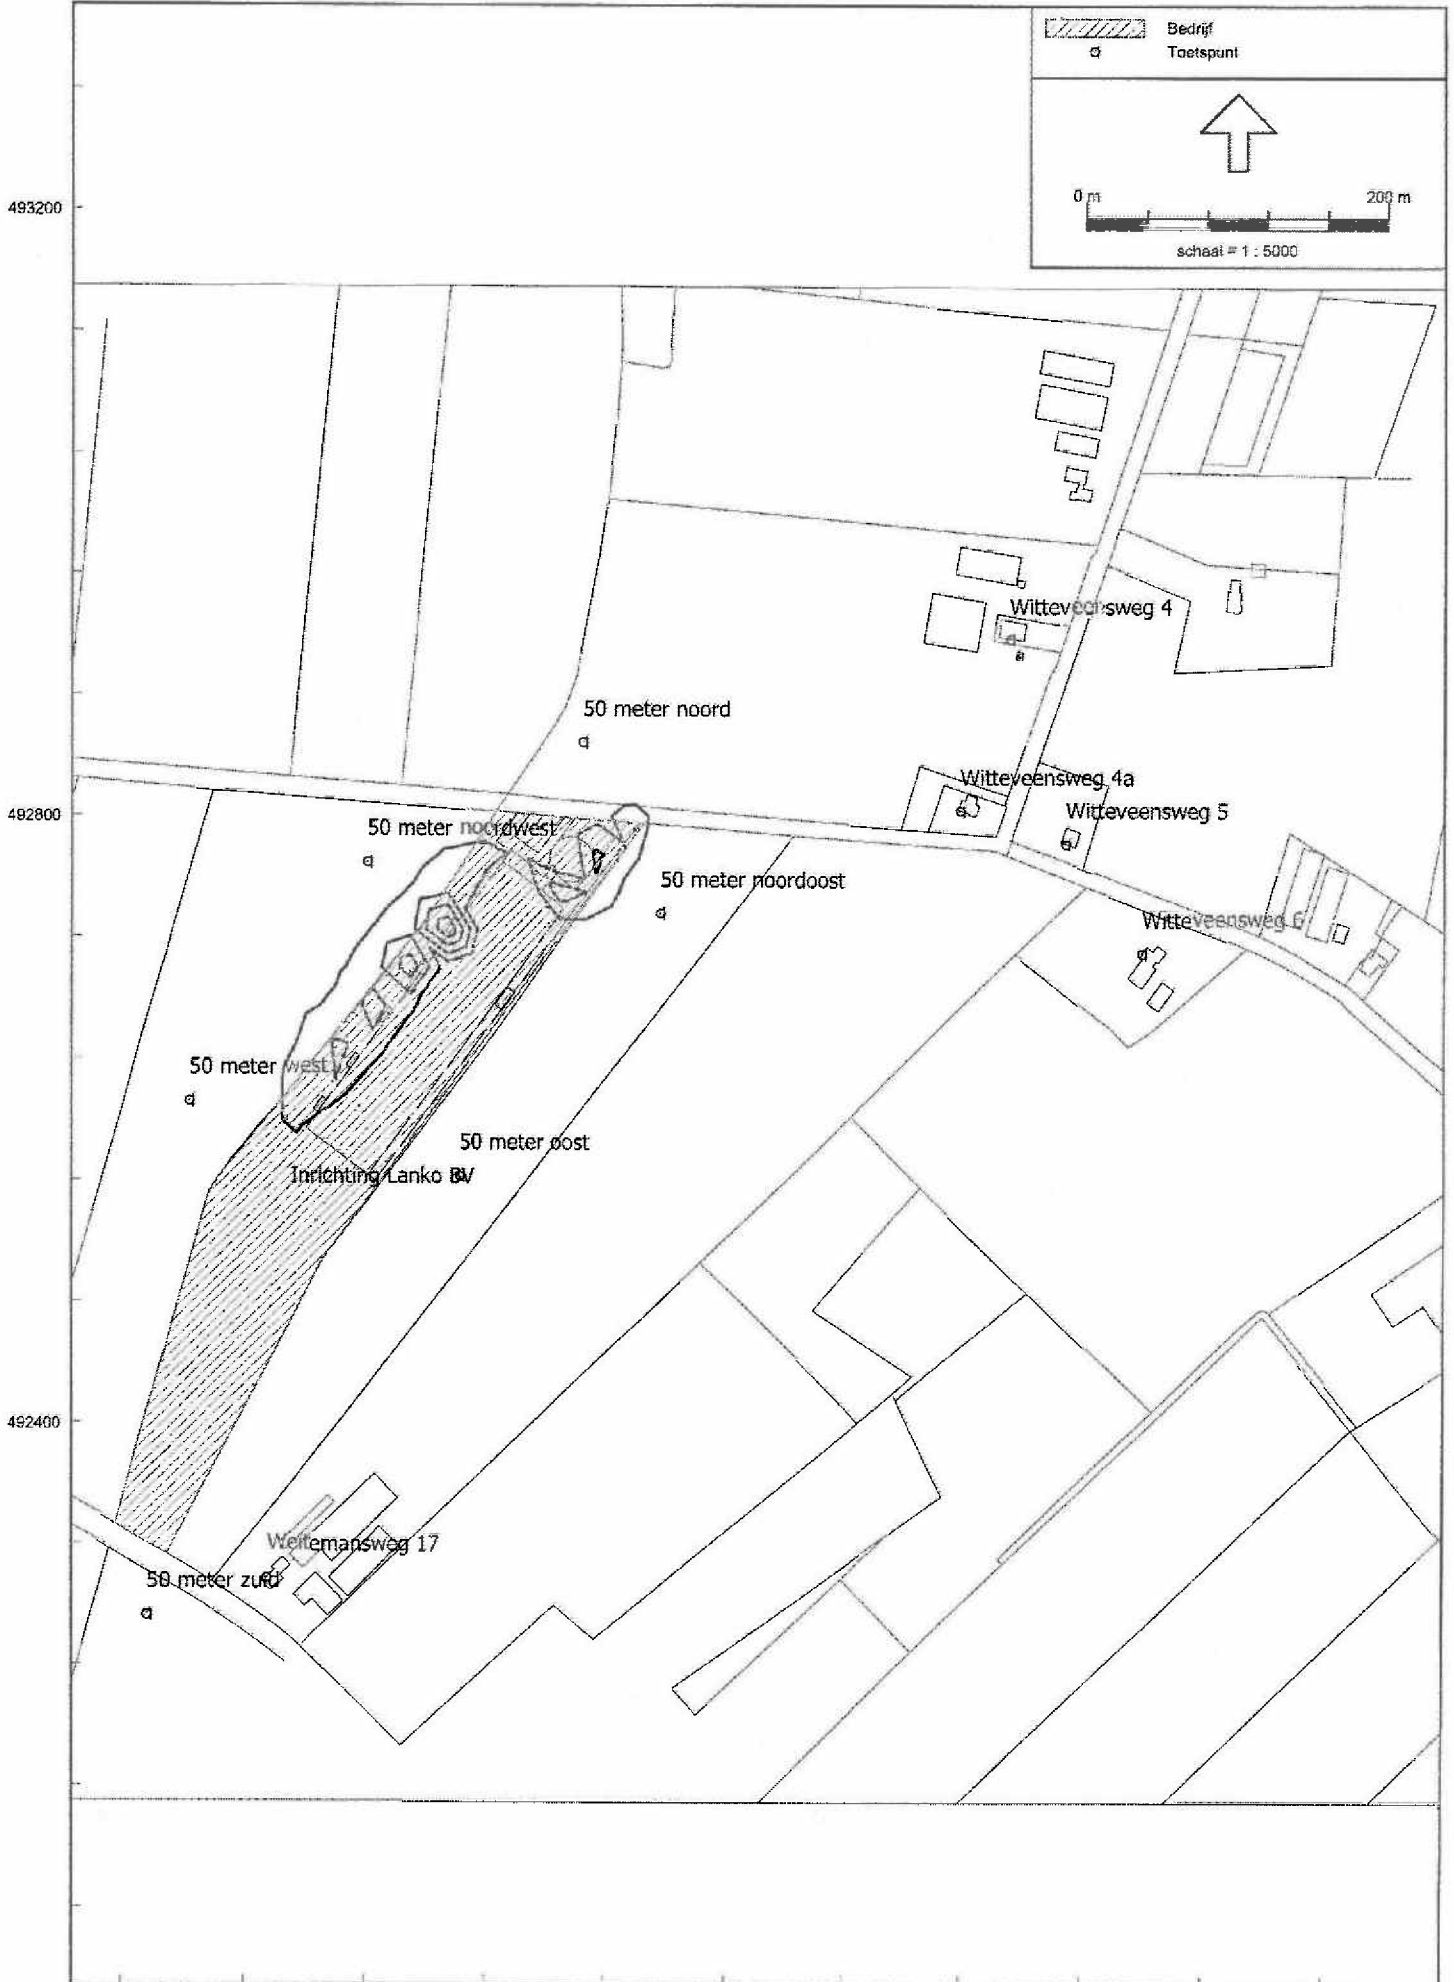 Bedrijf
Toetspunt
0 m 200 m
schaal = 1 : 5000
493200
Witteveensweg 4
50 meter noord
Witteveensweg 4a
492800
Witteveensweg 5
50 meter noordwest
50 meter noordoost
Witteveensweg 6
50 meter west
50 meter oost
Inrichting Lanko BV
492400
Weitemansweg 17
50 meter zuid